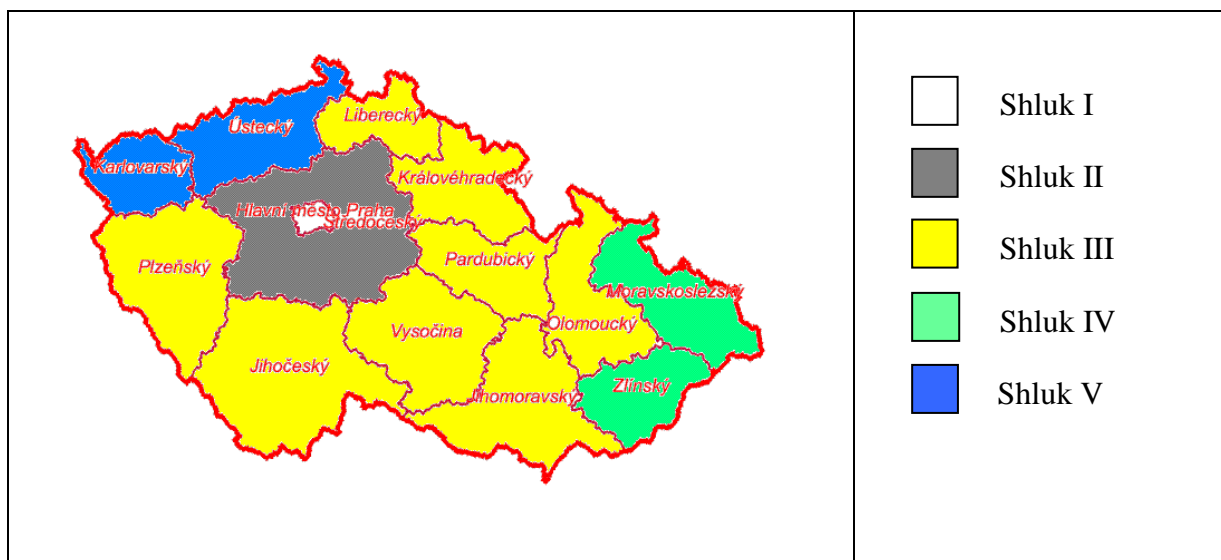 Liberecký
Ústecký
Karlovarský
Královéhradecký
Hlavní město Praha
Středočeský
Pardubický
Plzeňský
Moravskoslezský
Olomoucký
Vysočina
Jihočeský
Zlínský
Jihomoravský
Shluk I
Shluk II
Shluk III
Shluk IV
Shluk V